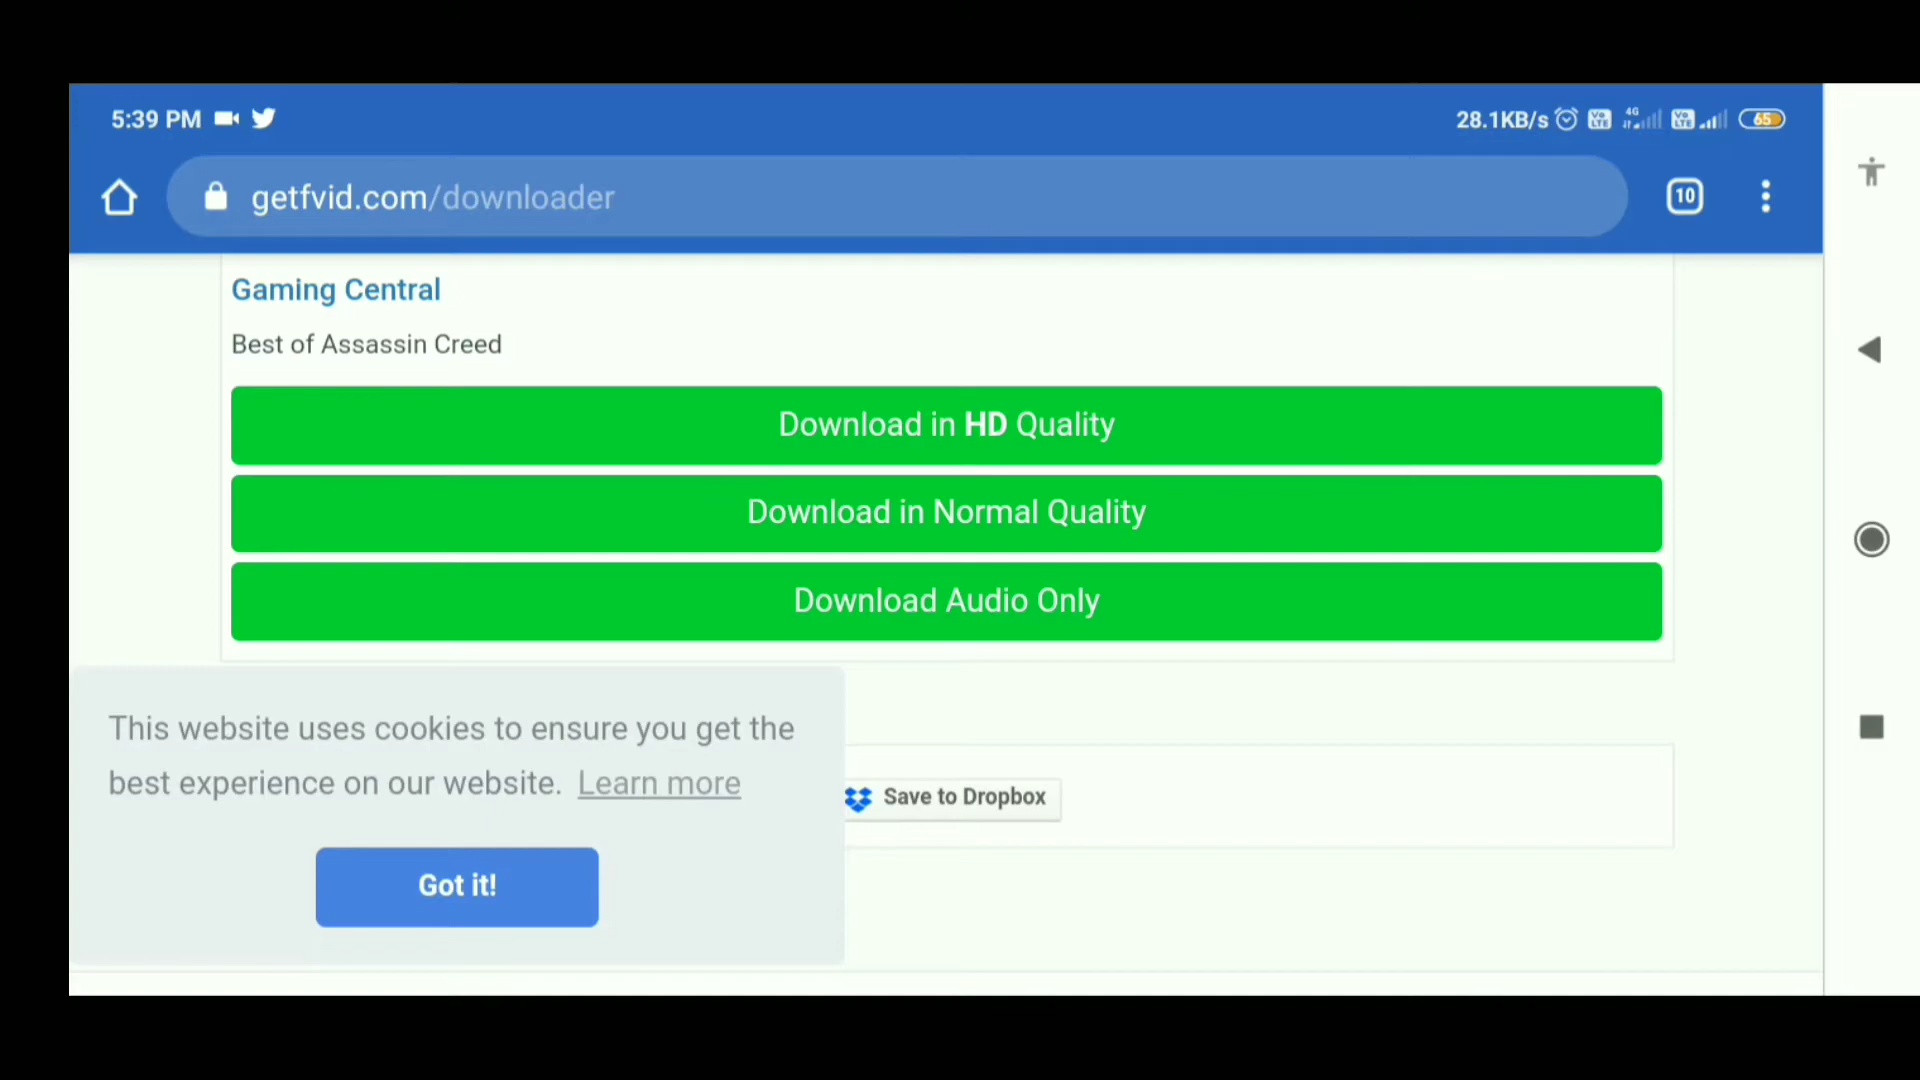 5:39 PM 28.1KB/s 4G 65
getfvid.com/downloader 10
Gaming Central
Best of Assassin Creed
Download in HD Quality
Download in Normal Quality
Download Audio Only
This website uses cookies to ensure you get the
best experience on our website. Learn more
Save to Dropbox
Got it!